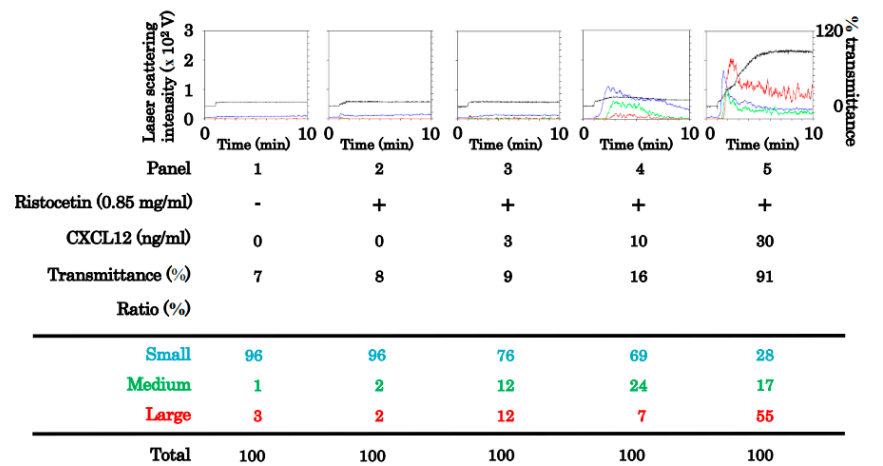 Laser scattering
intensity (x 10² V)
3
2
1
0
0 10
Time (min)
0 10
Time (min)
0 10
Time (min)
0 10
Time (min)
0 10
Time (min)
120
0
% transmittance
Panel 1 2 3 4 5
Ristocetin (0.85 mg/ml) - + + + +
CXCL12 (ng/ml) 0 0 3 10 30
Transmittance (%) 7 8 9 16 91
Ratio (%)
Small 96 96 76 69 28
Medium 1 2 12 24 17
Large 3 2 12 7 55
Total 100 100 100 100 100